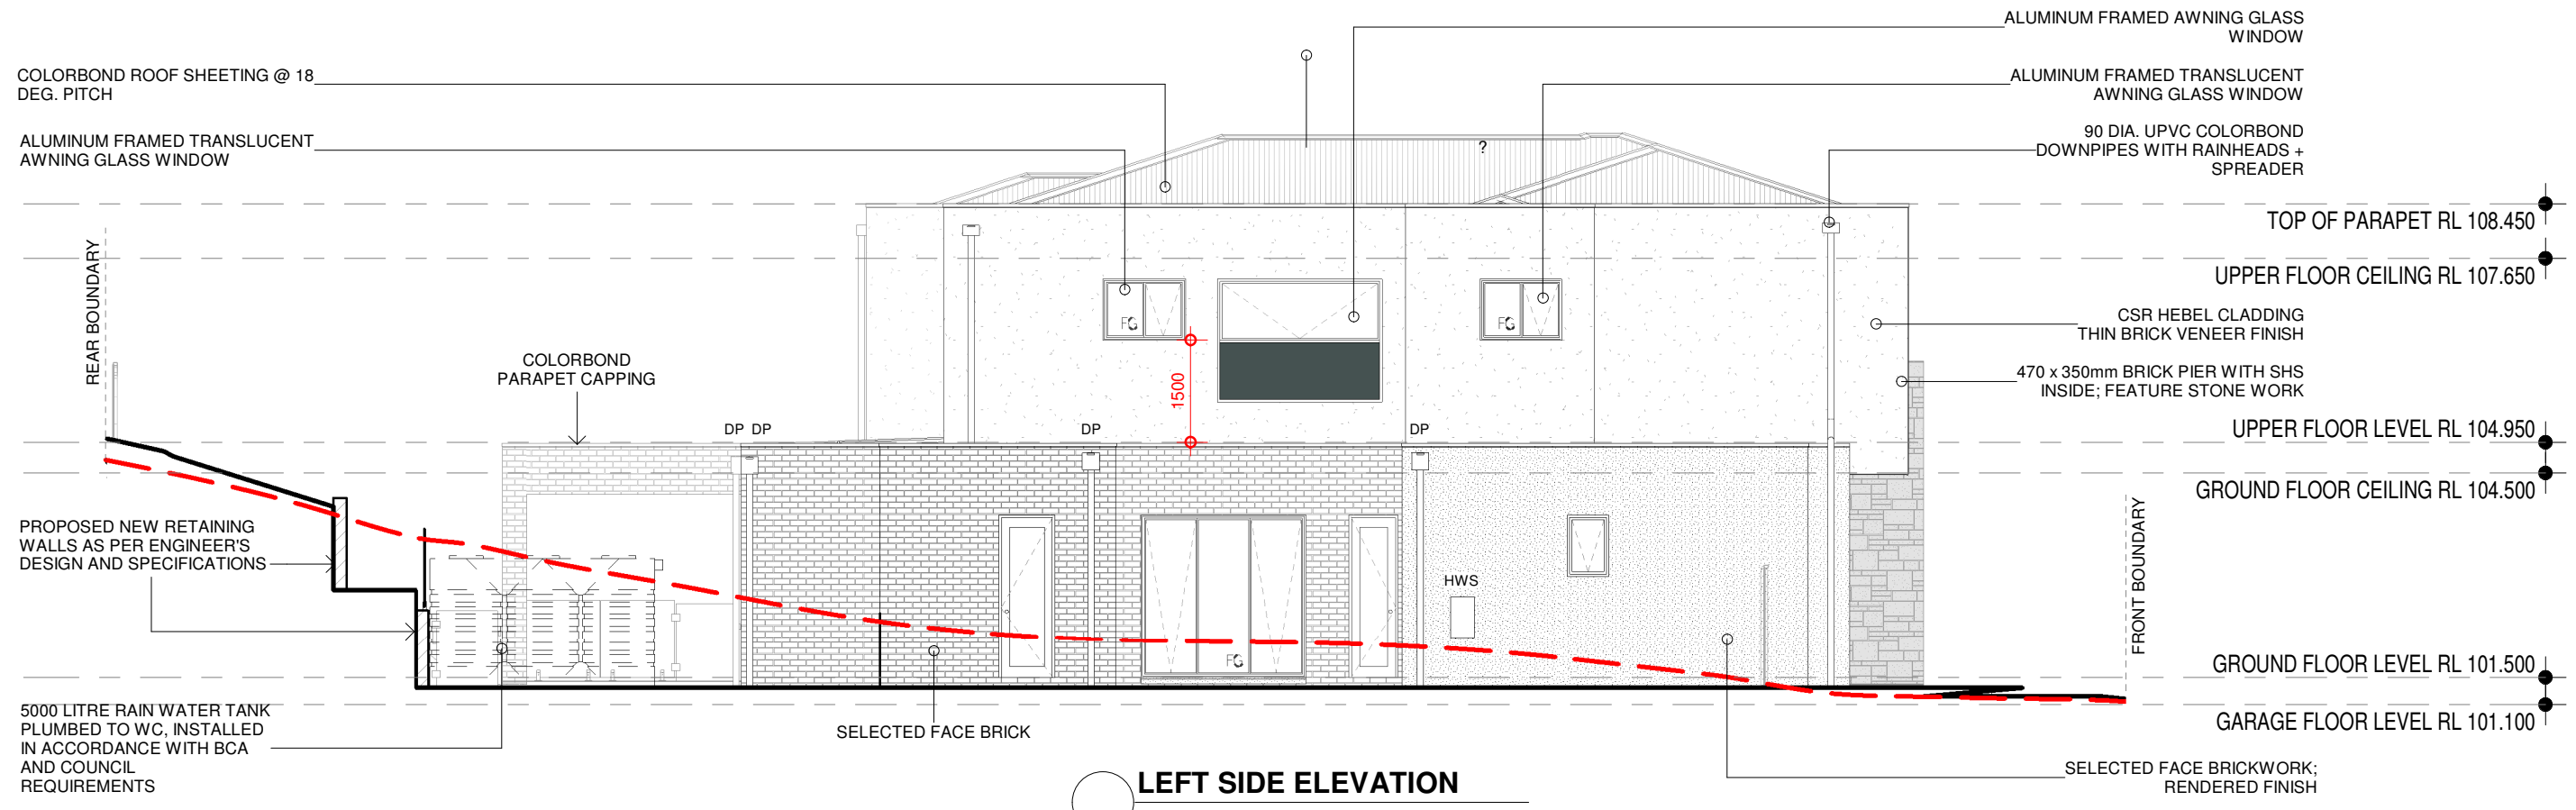 ALUMINUM FRAMED AWNING GLASS
WINDOW
COLORBOND ROOF SHEETING @ 18
DEG. PITCH
ALUMINUM FRAMED TRANSLUCENT
AWNING GLASS WINDOW
ALUMINUM FRAMED TRANSLUCENT
AWNING GLASS WINDOW
90 DIA. UPVC COLORBOND
DOWNPIPES WITH RAINHEADS +
SPREADER
?
TOP OF PARAPET RL 108.450
UPPER FLOOR CEILING RL 107.650
REAR BOUNDARY
FG
FG
CSR HEBEL CLADDING
THIN BRICK VENEER FINISH
COLORBOND
PARAPET CAPPING
1500
470 x 350mm BRICK PIER WITH SHS
INSIDE; FEATURE STONE WORK
DP DP
DP
DP
UPPER FLOOR LEVEL RL 104.950
GROUND FLOOR CEILING RL 104.500
PROPOSED NEW RETAINING
WALLS AS PER ENGINEER'S
DESIGN AND SPECIFICATIONS
HWS
FRONT BOUNDARY
FG
GROUND FLOOR LEVEL RL 101.500
5000 LITRE RAIN WATER TANK
PLUMBED TO WC, INSTALLED
IN ACCORDANCE WITH BCA
AND COUNCIL
REQUIREMENTS
SELECTED FACE BRICK
GARAGE FLOOR LEVEL RL 101.100
SELECTED FACE BRICKWORK;
RENDERED FINISH
LEFT SIDE ELEVATION